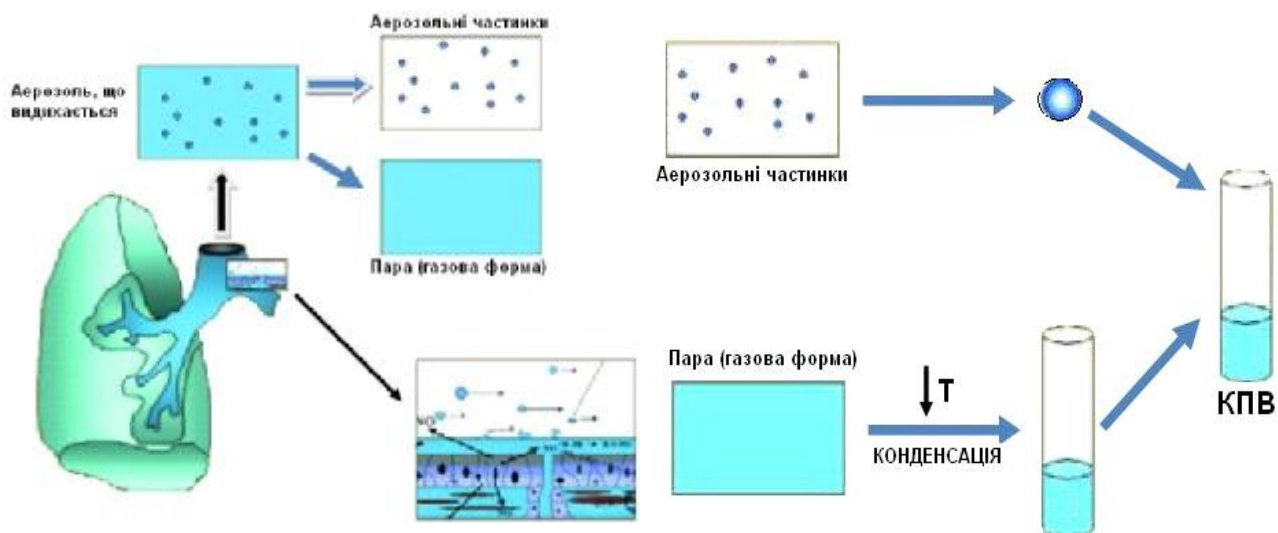 Аерозольні частинки
Аерозоль, що
видихається
Пара (газова форма)
Аерозольні частинки
Пара (газова форма)
Т
КОНДЕНСАЦІЯ
КПВ